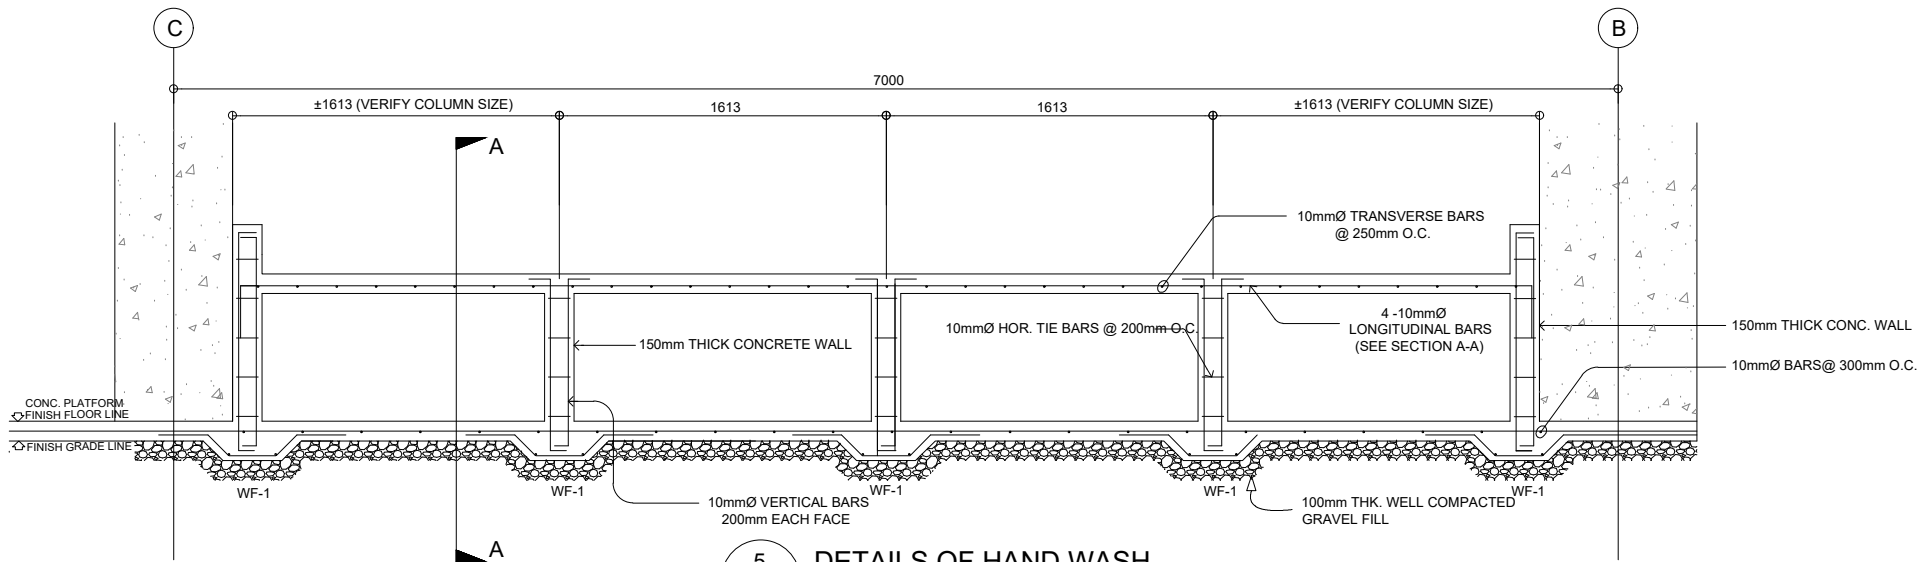 C
B
7000
±1613 (VERIFY COLUMN SIZE)
1613
1613
±1613 (VERIFY COLUMN SIZE)
A
10mmØ TRANSVERSE BARS
@ 250mm O.C.
10mmØ HOR. TIE BARS @ 200mm O.C.
4 -10mmØ
LONGITUDINAL BARS
(SEE SECTION A-A)
150mm THICK CONC. WALL
150mm THICK CONCRETE WALL
10mmØ BARS@ 300mm O.C.
CONC. PLATFORM
FINISH FLOOR LINE
FINISH GRADE LINE
WF-1
WF-1
WF-1
WF-1
WF-1
10mmØ VERTICAL BARS
200mm EACH FACE
100mm THK. WELL COMPACTED
GRAVEL FILL
A
5
DETAILS OF HAND WASH